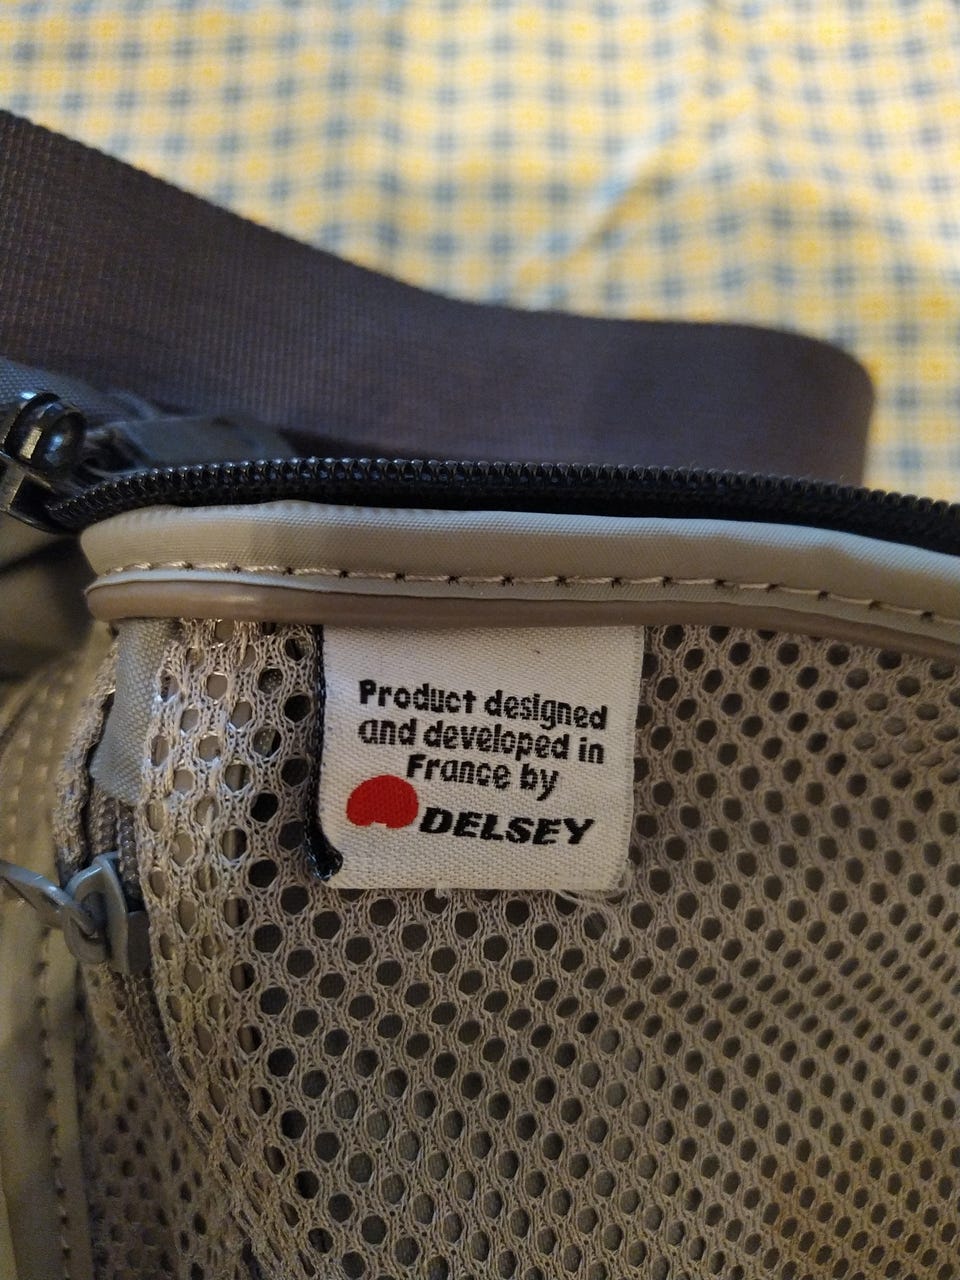 Product designed
and developed in
France by
DELSEY